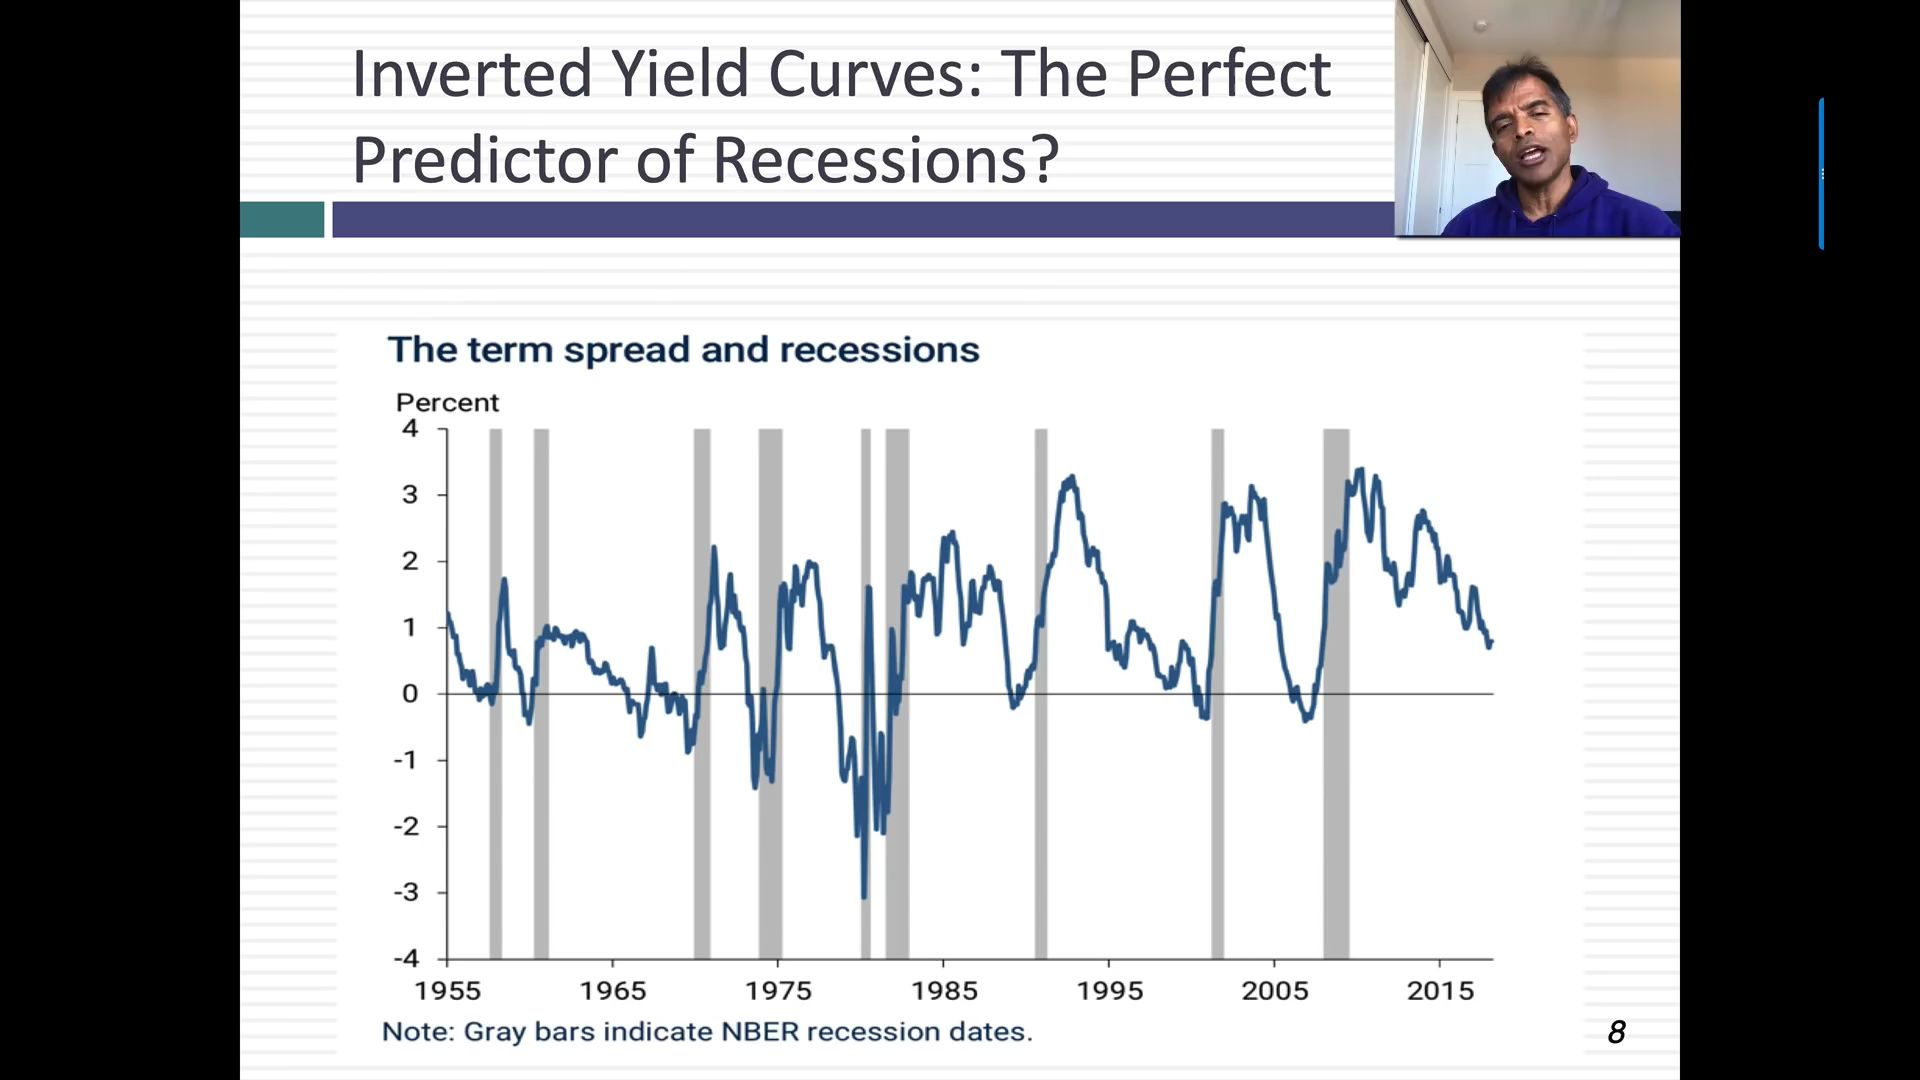 Inverted Yield Curves: The Perfect
Predictor of Recessions?
The term spread and recessions
Percent
4
3
2
1
0
-1
-2
-3
-4
1955 1965 1975 1985 1995 2005 2015
Note: Gray bars indicate NBER recession dates.
8